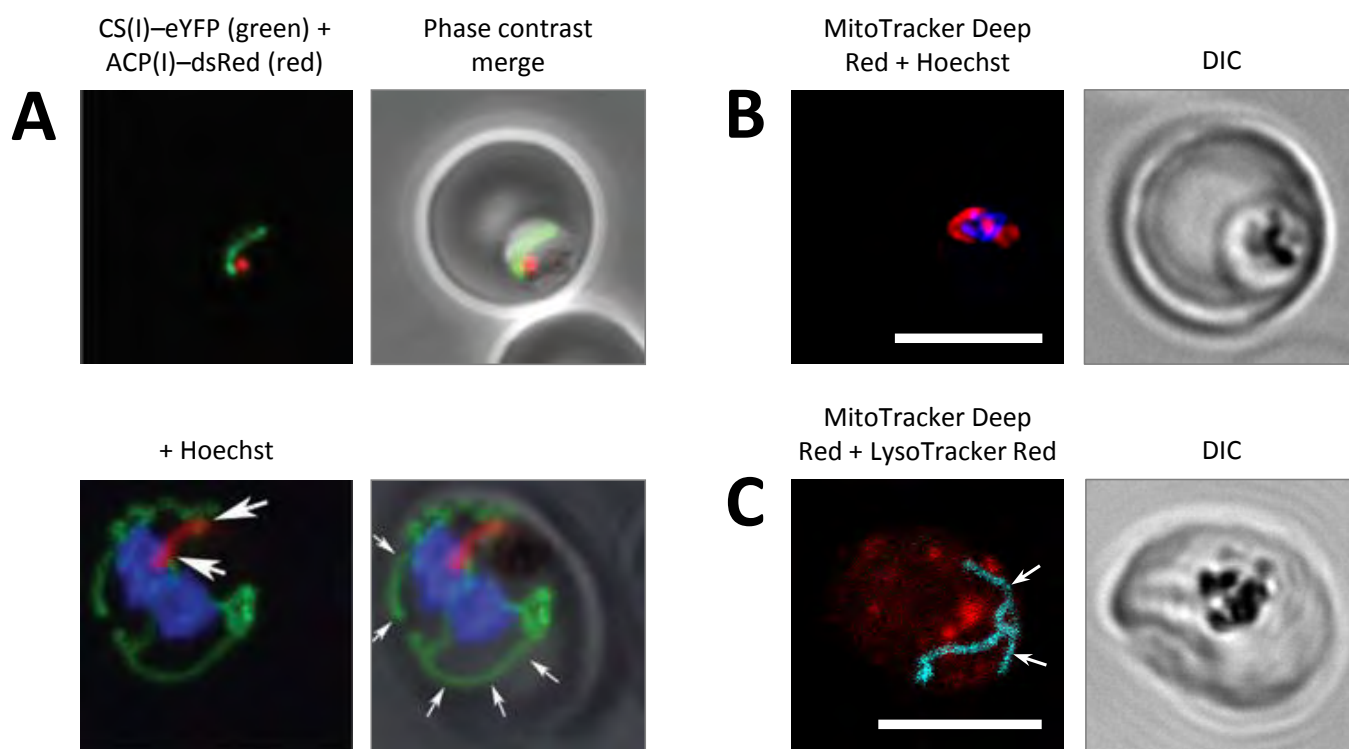 A
CS(I)–eYFP (green) +
ACP(I)–dsRed (red)
Phase contrast
merge
+ Hoechst
B
MitoTracker Deep
Red + Hoechst
DIC
C
MitoTracker Deep
Red + LysoTracker Red
DIC